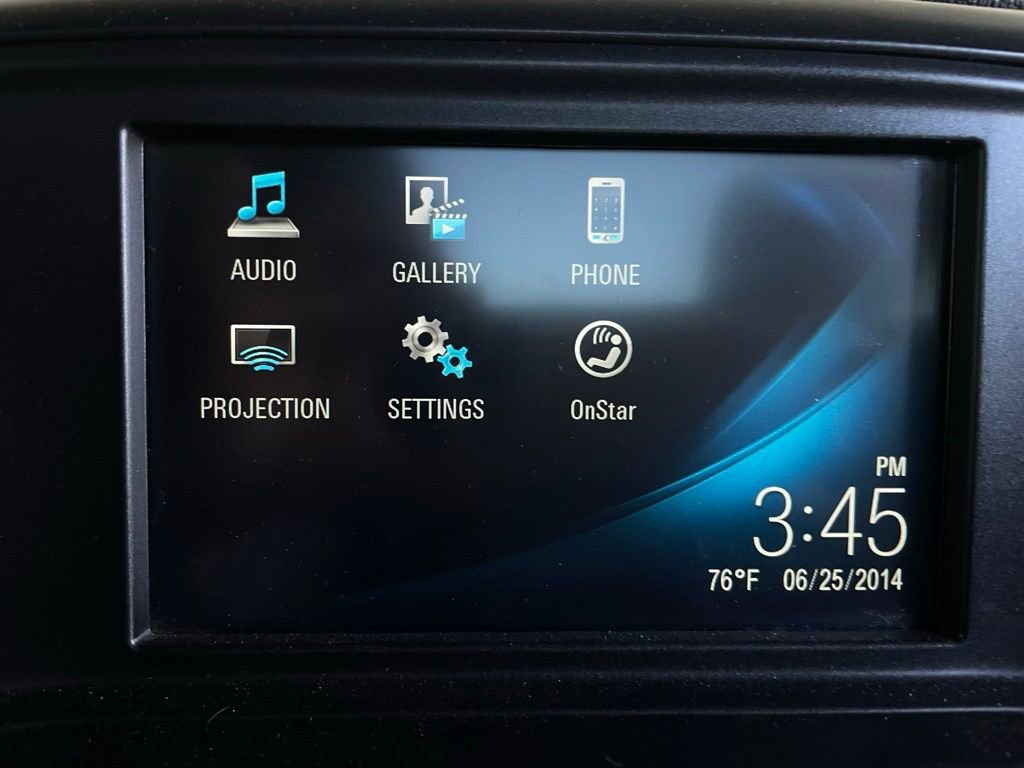 AUDIO GALLERY PHONE
PROJECTION SETTINGS OnStar
PM
3:45
76°F 06/25/2014